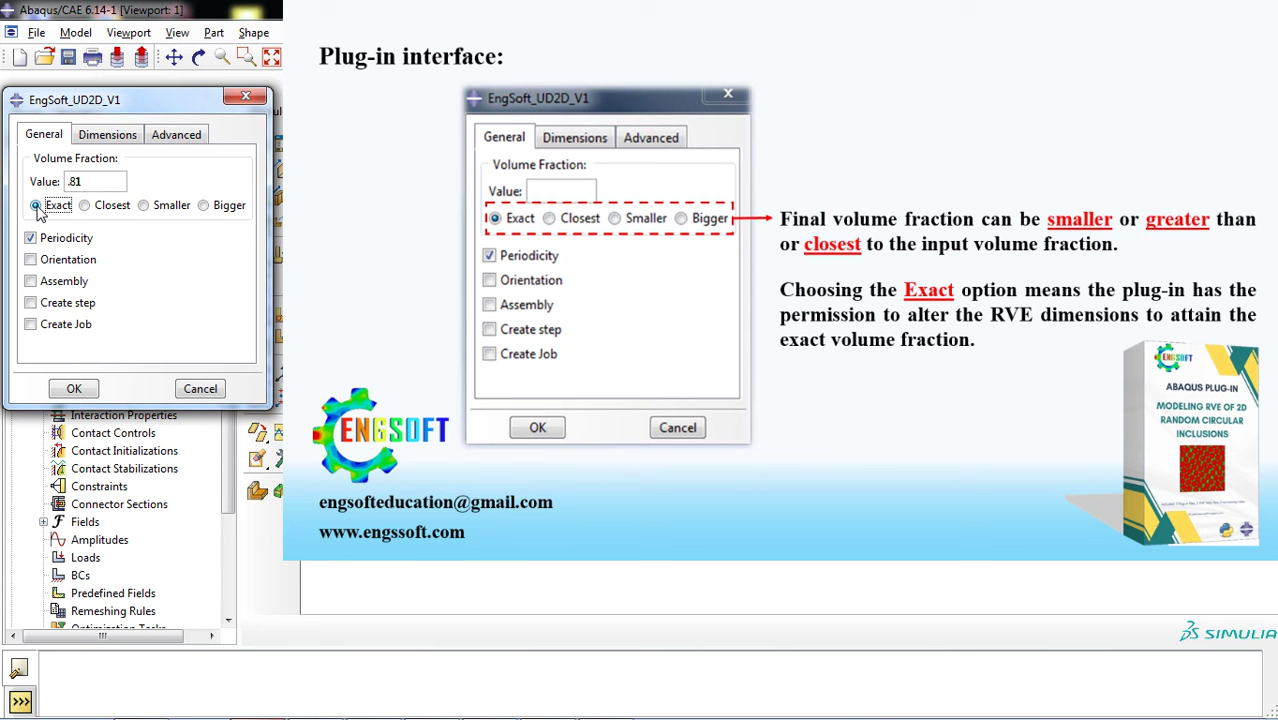 Abaqus/CAE 6.14-1 [Viewport: 1]
File Model Viewport View Part Shape
EngSoft_UD2D_V1
General Dimensions Advanced
Volume Fraction:
Value: .81
Exact Closest Smaller Bigger
Periodicity
Orientation
Assembly
Create step
Create Job
OK Cancel
Interaction Properties
Contact Controls
Contact Initializations
Contact Stabilizations
Constraints
Connector Sections
Fields
Amplitudes
Loads
BCs
Predefined Fields
Remeshing Rules
Plug-in interface:
EngSoft_UD2D_V1
General Dimensions Advanced
Volume Fraction:
Value:
Exact Closest Smaller Bigger
Periodicity
Orientation
Assembly
Create step
Create Job
OK Cancel
Final volume fraction can be smaller or greater than
or closest to the input volume fraction.
Choosing the Exact option means the plug-in has the
permission to alter the RVE dimensions to attain the
exact volume fraction.
ENGSOFT
engsofteducation@gmail.com
www.engssoft.com
ENGSOFT
ABAQUS PLUG-IN
MODELING RVE OF 2D
RANDOM CIRCULAR
INCLUSIONS
SIMULIA
>>>